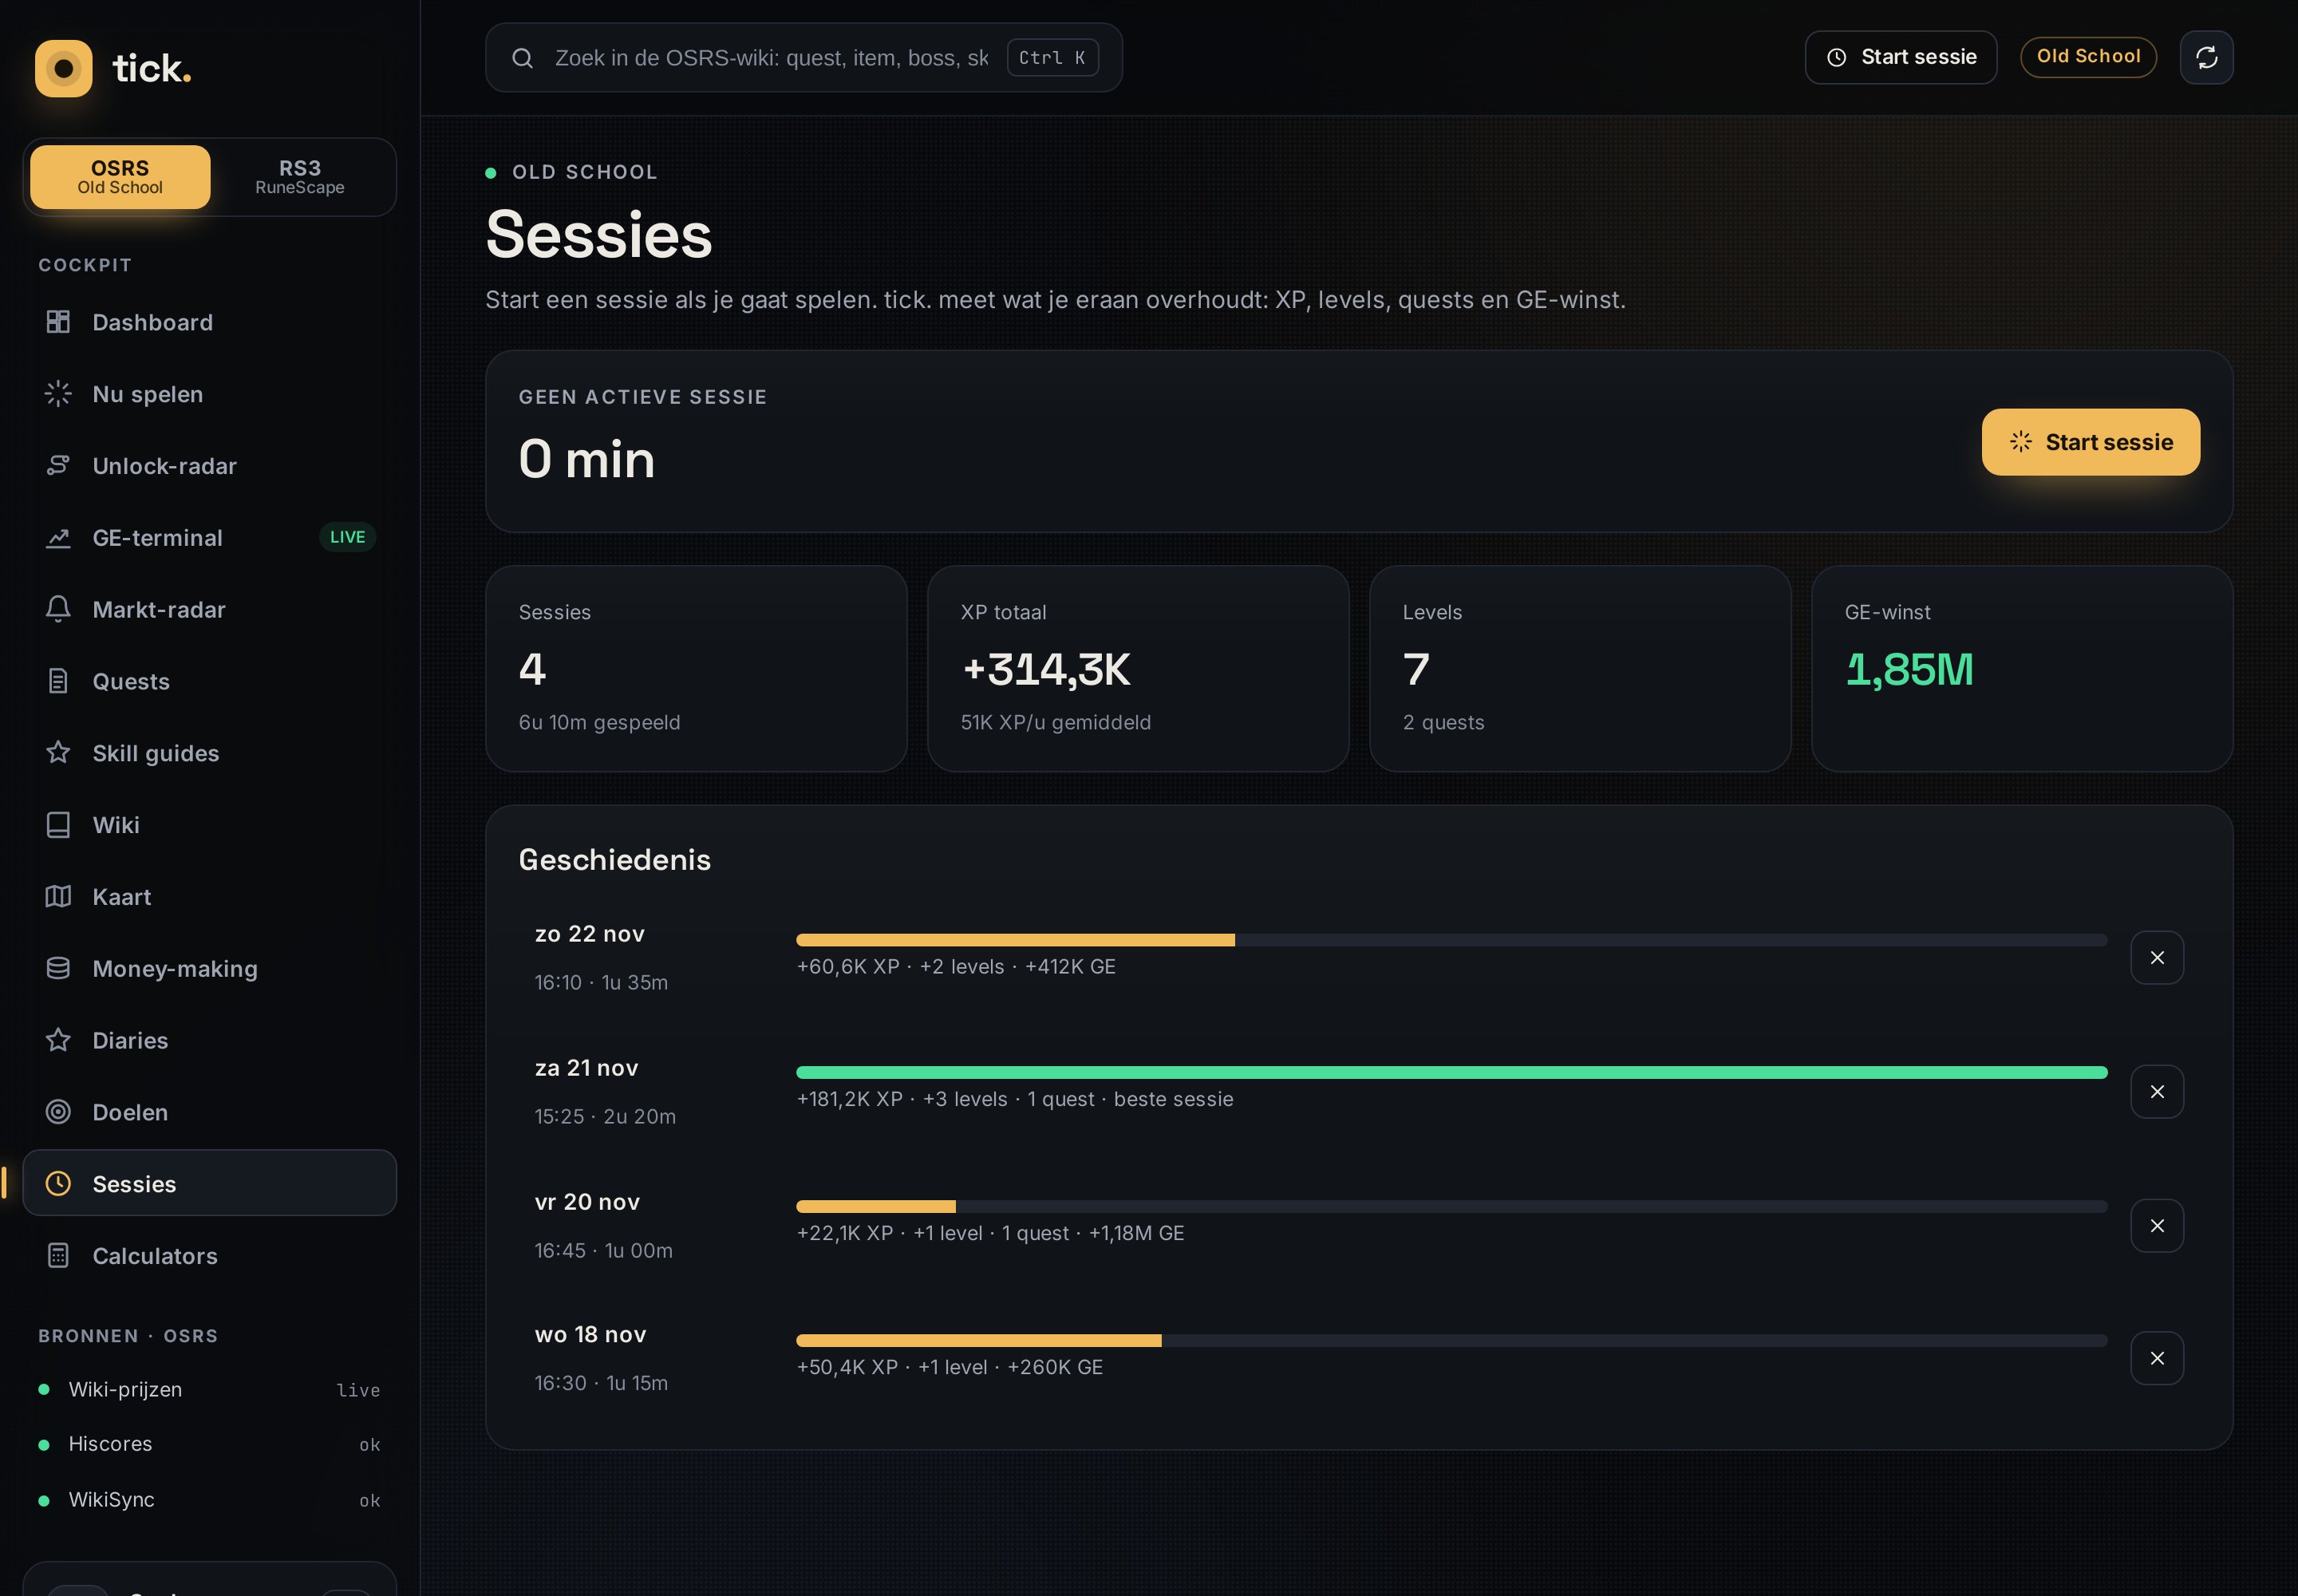 tick.
OSRS
Old School
RS3
RuneScape
COCKPIT
Dashboard
Nu spelen
Unlock-radar
GE-terminal LIVE
Markt-radar
Quests
Skill guides
Wiki
Kaart
Money-making
Diaries
Doelen
Sessies
Calculators
BRONNEN · OSRS
Wiki-prijzen live
Hiscores ok
WikiSync ok
Zoek in de OSRS-wiki: quest, item, boss, sk Ctrl K
Start sessie
Old School
OLD SCHOOL
Sessies
Start een sessie als je gaat spelen. tick. meet wat je eraan overhoudt: XP, levels, quests en GE-winst.
GEEN ACTIEVE SESSIE
0 min
Start sessie
Sessies
4
6u 10m gespeeld
XP totaal
+314,3K
51K XP/u gemiddeld
Levels
7
2 quests
GE-winst
1,85M
Geschiedenis
zo 22 nov
16:10 · 1u 35m
+60,6K XP · +2 levels · +412K GE
za 21 nov
15:25 · 2u 20m
+181,2K XP · +3 levels · 1 quest · beste sessie
vr 20 nov
16:45 · 1u 00m
+22,1K XP · +1 level · 1 quest · +1,18M GE
wo 18 nov
16:30 · 1u 15m
+50,4K XP · +1 level · +260K GE